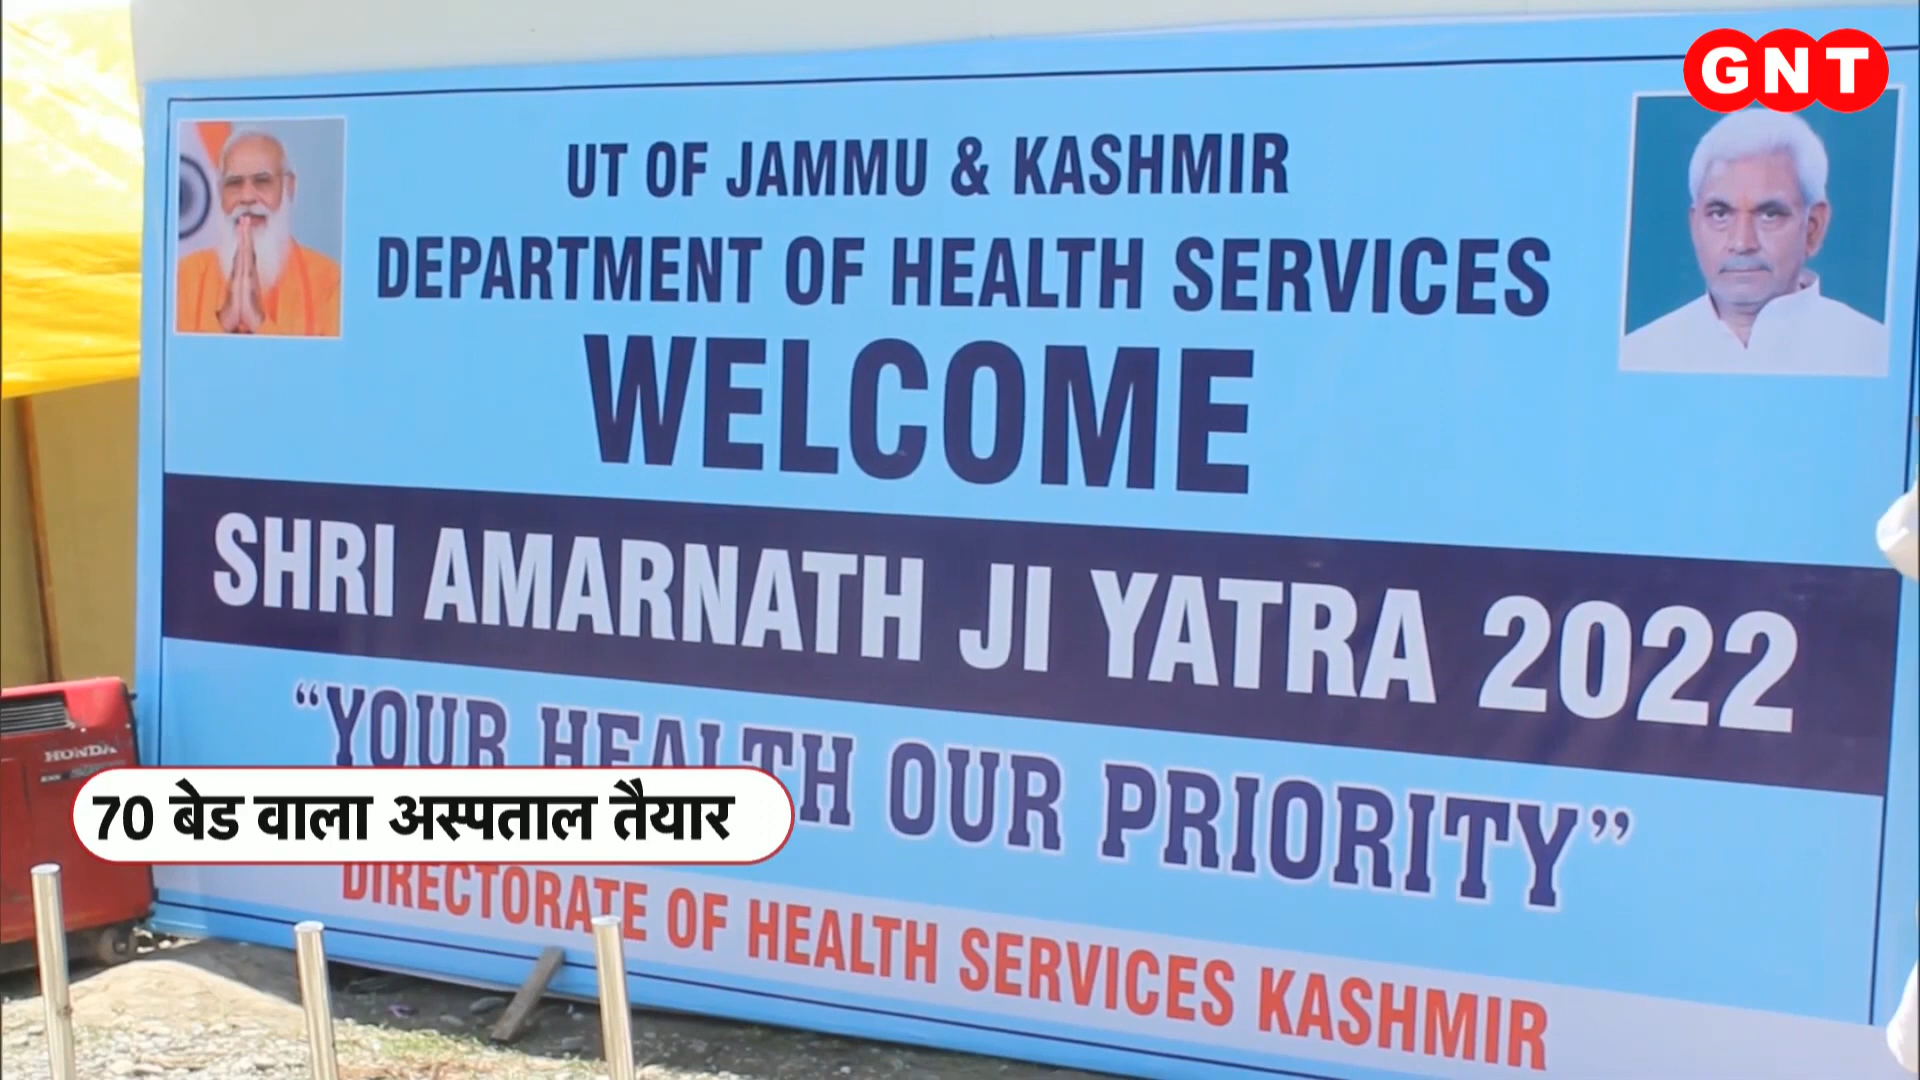 GNT
UT OF JAMMU & KASHMIR
DEPARTMENT OF HEALTH SERVICES
WELCOME
SHRI AMARNATH JI YATRA 2022
“YOUR HEALTH OUR PRIORITY”
HONDA
70 बेड वाला अस्पताल तैयार
DIRECTORATE OF HEALTH SERVICES KASHMIR